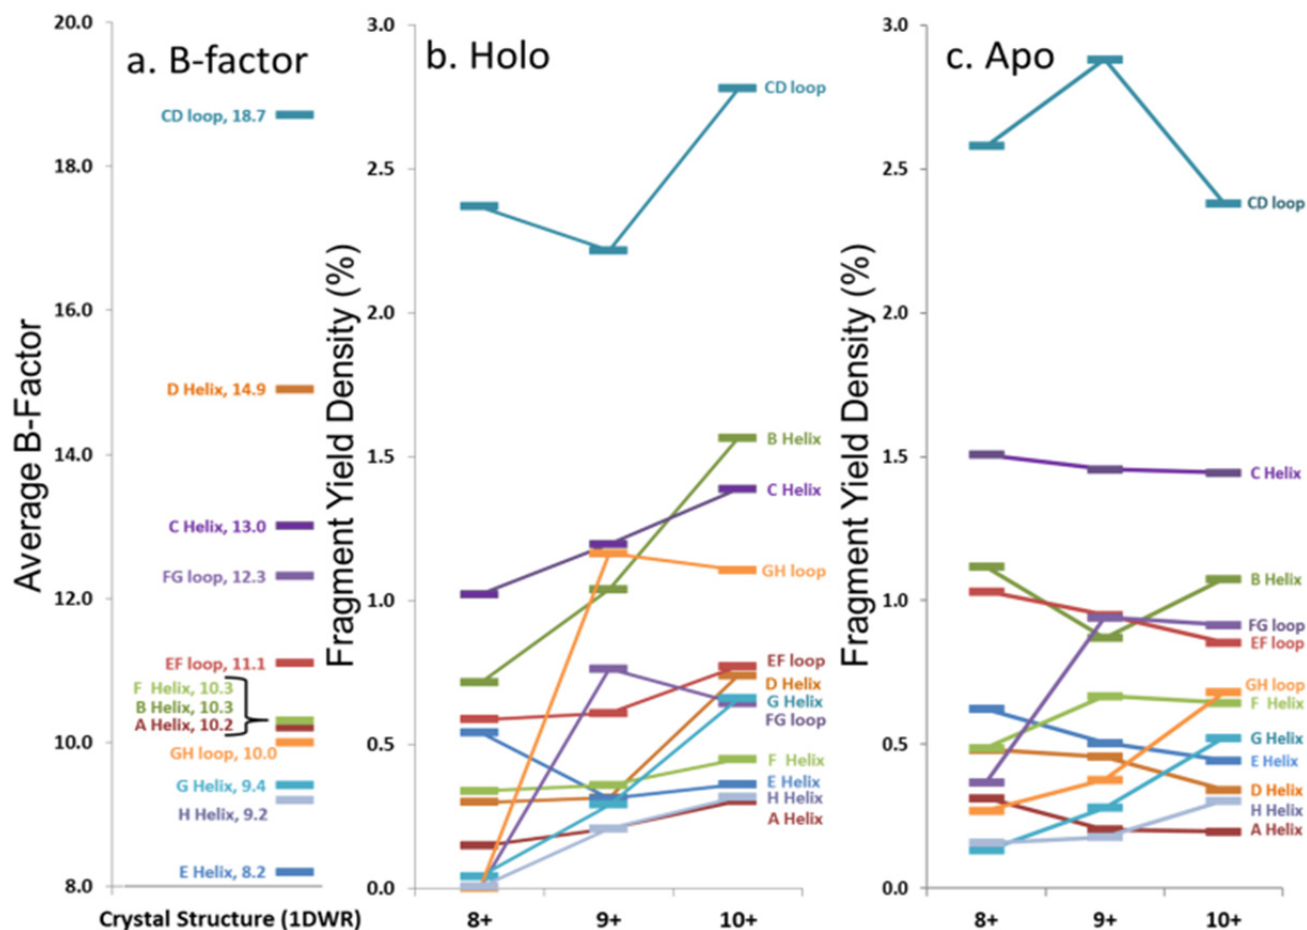 a. B-factor
Average B-Factor
20.0
18.0
16.0
14.0
12.0
10.0
8.0
CD loop, 18.7
D Helix, 14.9
C Helix, 13.0
FG loop, 12.3
EF loop, 11.1
F Helix, 10.3
B Helix, 10.3
A Helix, 10.2
GH loop, 10.0
G Helix, 9.4
H Helix, 9.2
E Helix, 8.2
Crystal Structure (1DWR)
b. Holo
Fragment Yield Density (%)
3.0
2.5
2.0
1.5
1.0
0.5
0.0
CD loop
B Helix
C Helix
GH loop
EF loop
D Helix
G Helix
FG loop
F Helix
E Helix
H Helix
A Helix
8+ 9+ 10+
c. Apo
Fragment Yield Density (%)
3.0
2.5
2.0
1.5
1.0
0.5
0.0
CD loop
C Helix
B Helix
FG loop
EF loop
GH loop
F Helix
G Helix
E Helix
D Helix
H Helix
A Helix
8+ 9+ 10+